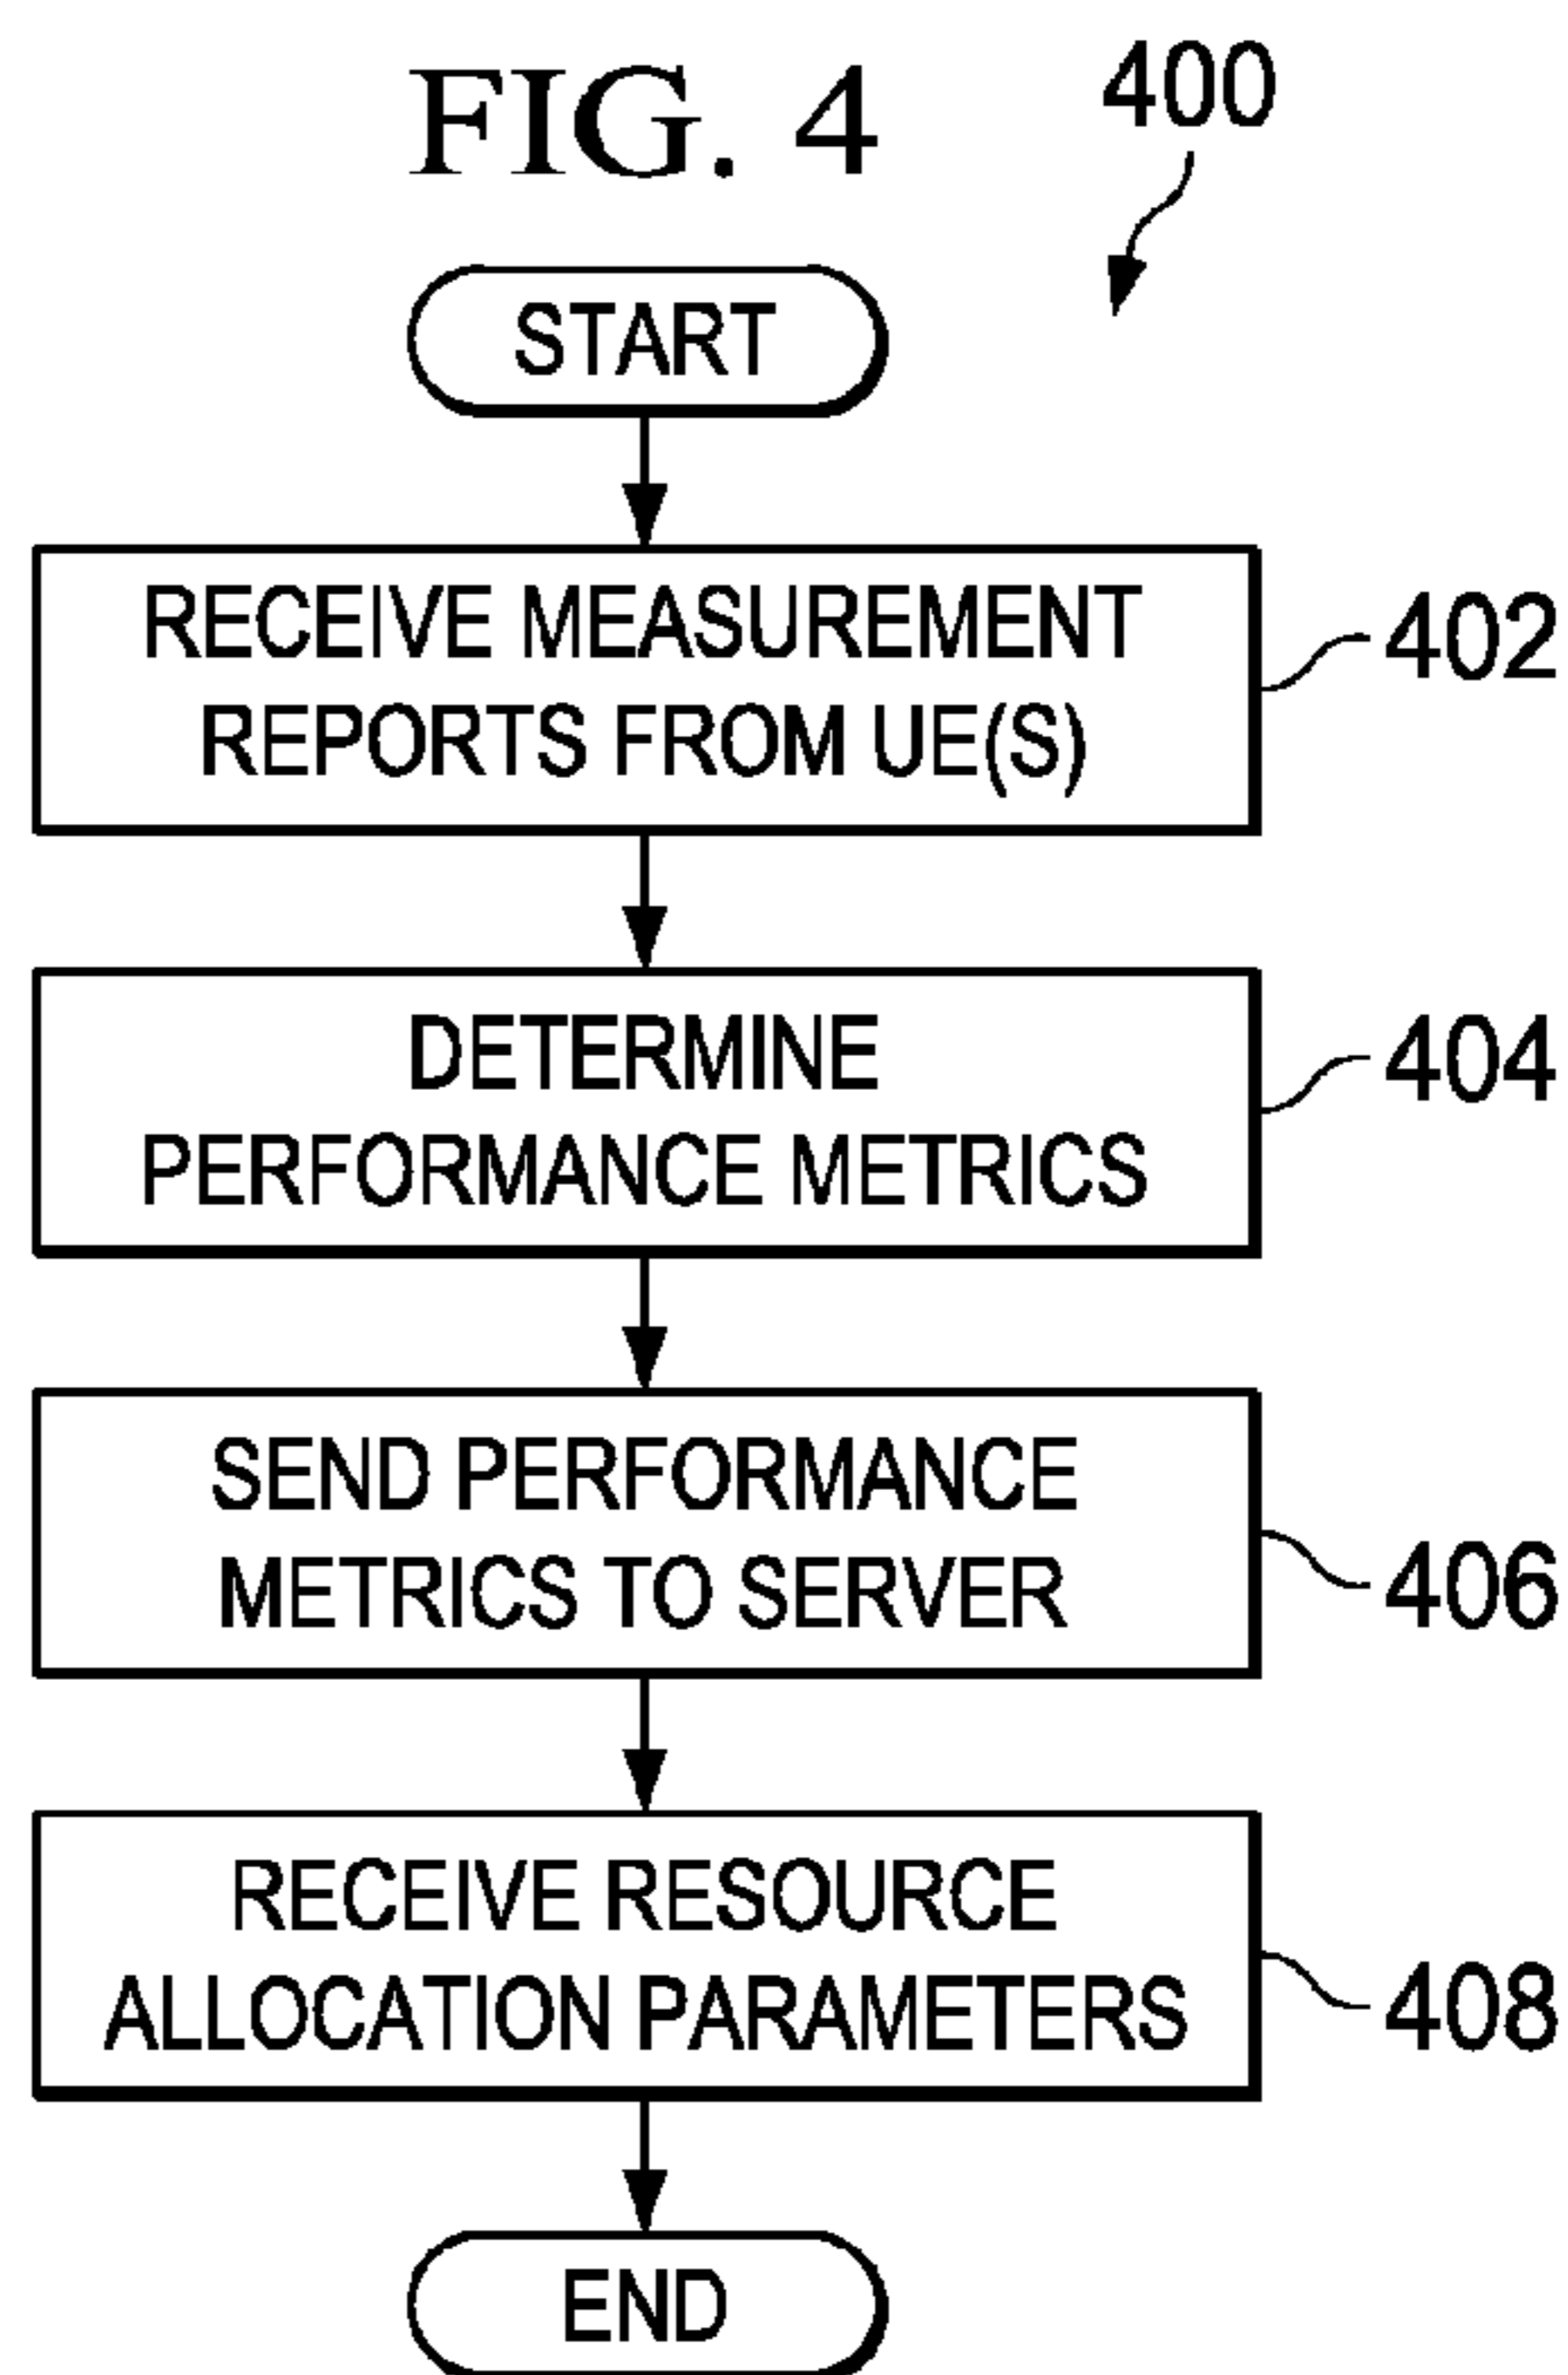 FIG. 4
400
START
RECEIVE MEASUREMENT
REPORTS FROM UE(S)
402
DETERMINE
PERFORMANCE METRICS
404
SEND PERFORMANCE
METRICS TO SERVER
406
RECEIVE RESOURCE
ALLOCATION PARAMETERS
408
END